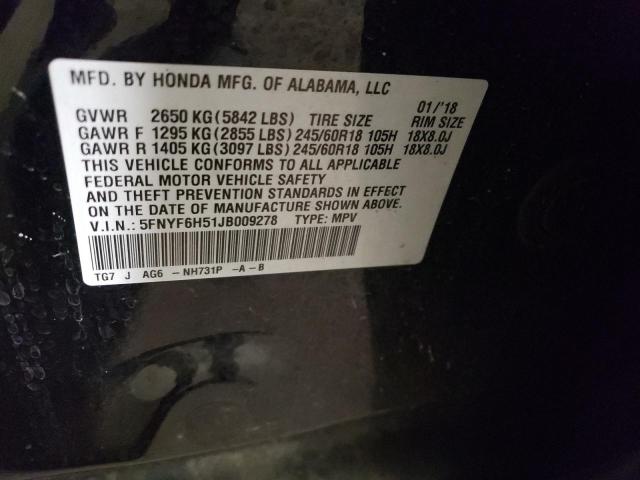 MFD. BY HONDA MFG. OF ALABAMA, LLC
01/'18
GVWR 2650 KG (5842 LBS) TIRE SIZE RIM SIZE
GAWR F 1295 KG (2855 LBS) 245/60R18 105H 18X8.0J
GAWR R 1405 KG (3097 LBS) 245/60R18 105H 18X8.0J
THIS VEHICLE CONFORMS TO ALL APPLICABLE
FEDERAL MOTOR VEHICLE SAFETY
AND THEFT PREVENTION STANDARDS IN EFFECT
ON THE DATE OF MANUFACTURE SHOWN ABOVE.
V.I.N.: 5FNYF6H51JB009278 TYPE: MPV
TG7 J AG6 -NH731P -A-B